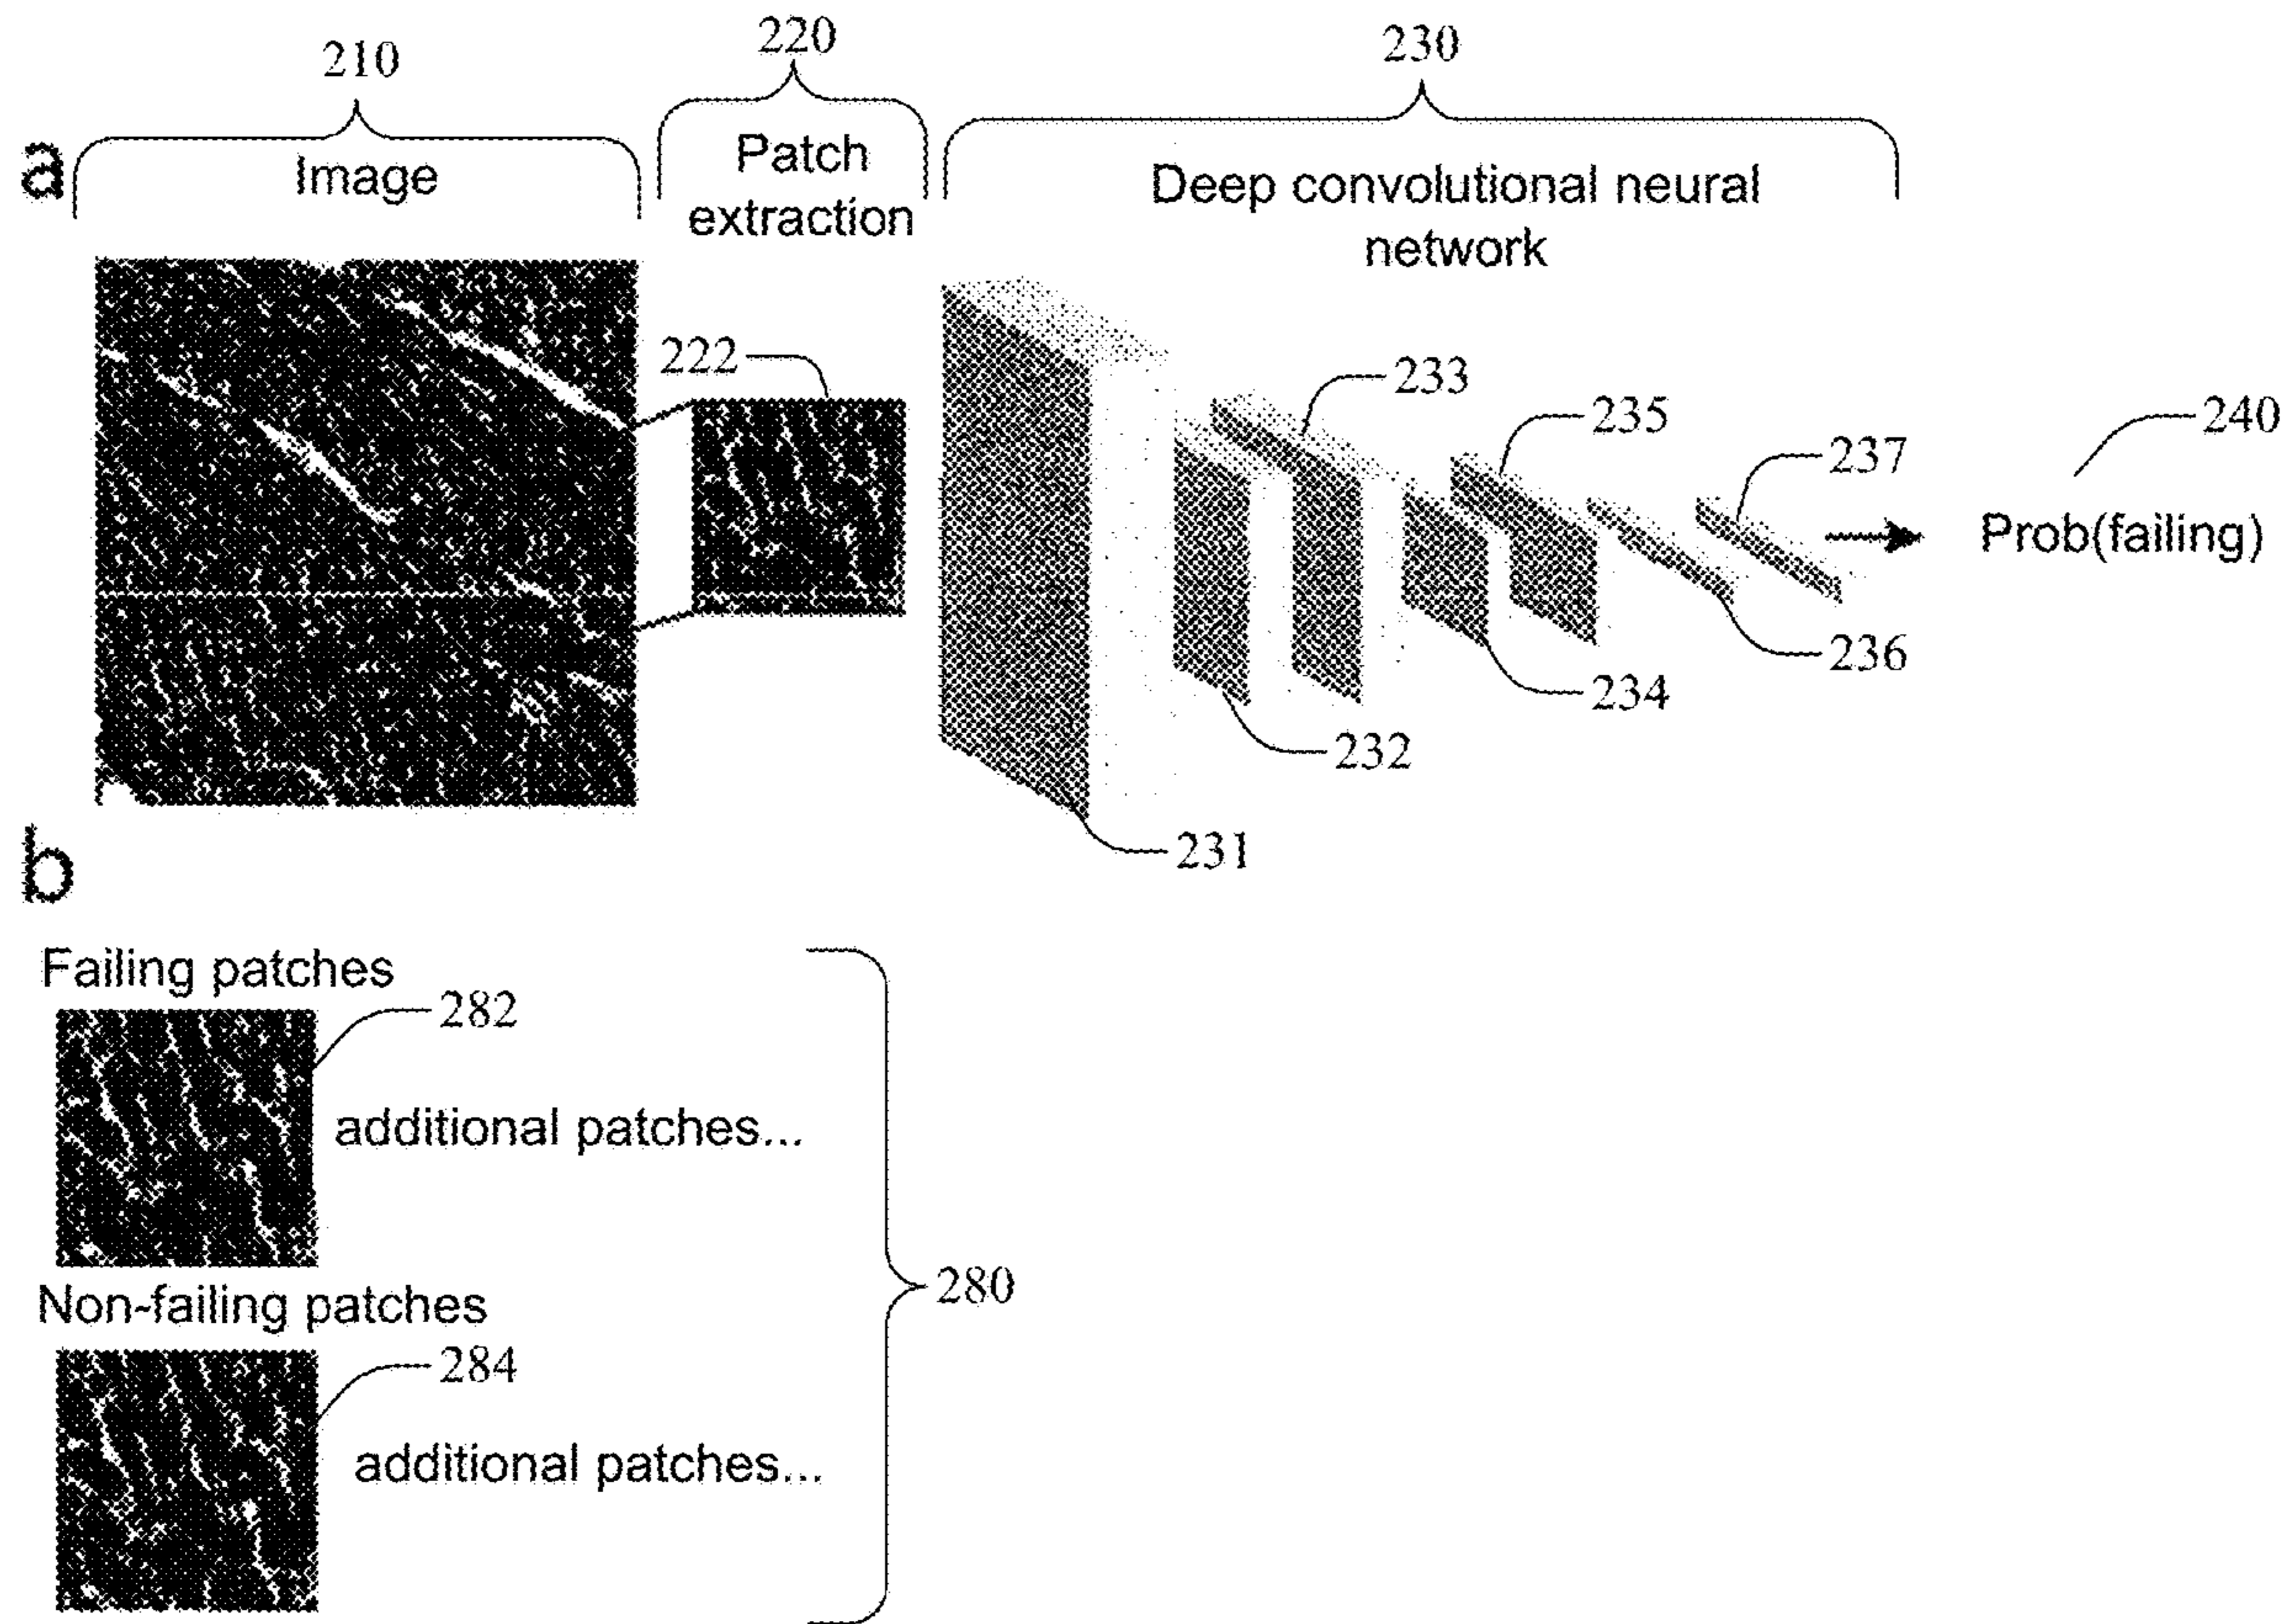 210
220
230
a
Image
Patch
extraction
Deep convolutional neural
network
222
233
235
237
240
Prob(failing)
236
234
232
231
b
Failing patches
282
additional patches...
280
Non-failing patches
284
additional patches...